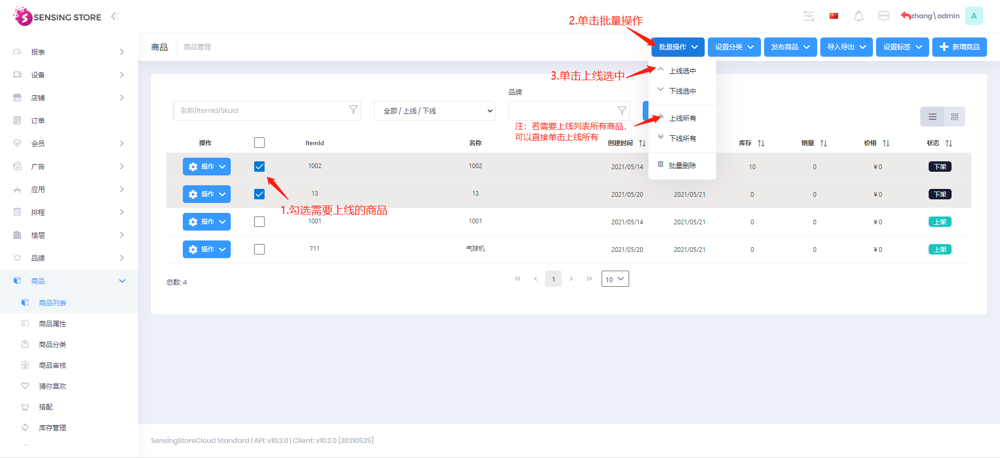 SENSING STORE
zhang\admin
A
2.单击批量操作
报表
设备
店铺
订单
会员
广告
应用
排程
楼层
品牌
商品
商品列表
商品属性
商品分类
商品审核
猜你喜欢
搭配
库存管理
商品
商品管理
批量操作
设置分类
发布商品
导入导出
设置标签
新增商品
3.单击上线选中
上线选中
下线选中
上线所有
下线所有
批量删除
品牌
名称/ItemId/SkuId
全部 / 上线 / 下线
注：若需要上线列表所有商品，
可以直接单击上线所有
操作 ItemId 名称 创建时间 库存 销量 价格 状态
操作 1002 1002 2021/05/14 10 0 ¥ 0 下架
操作 13 13 2021/05/20 2021/05/21 0 0 ¥ 0 下架
1.勾选需要上线的商品
操作 1001 1001 2021/05/14 2021/05/21 0 0 ¥ 0 上架
操作 711 气球机 2021/05/20 2021/05/21 0 0 ¥ 0 上架
总数: 4
1
10
SensingStoreCloud Standard | API: v10.2.0 | Client: v10.2.0 [20210525]